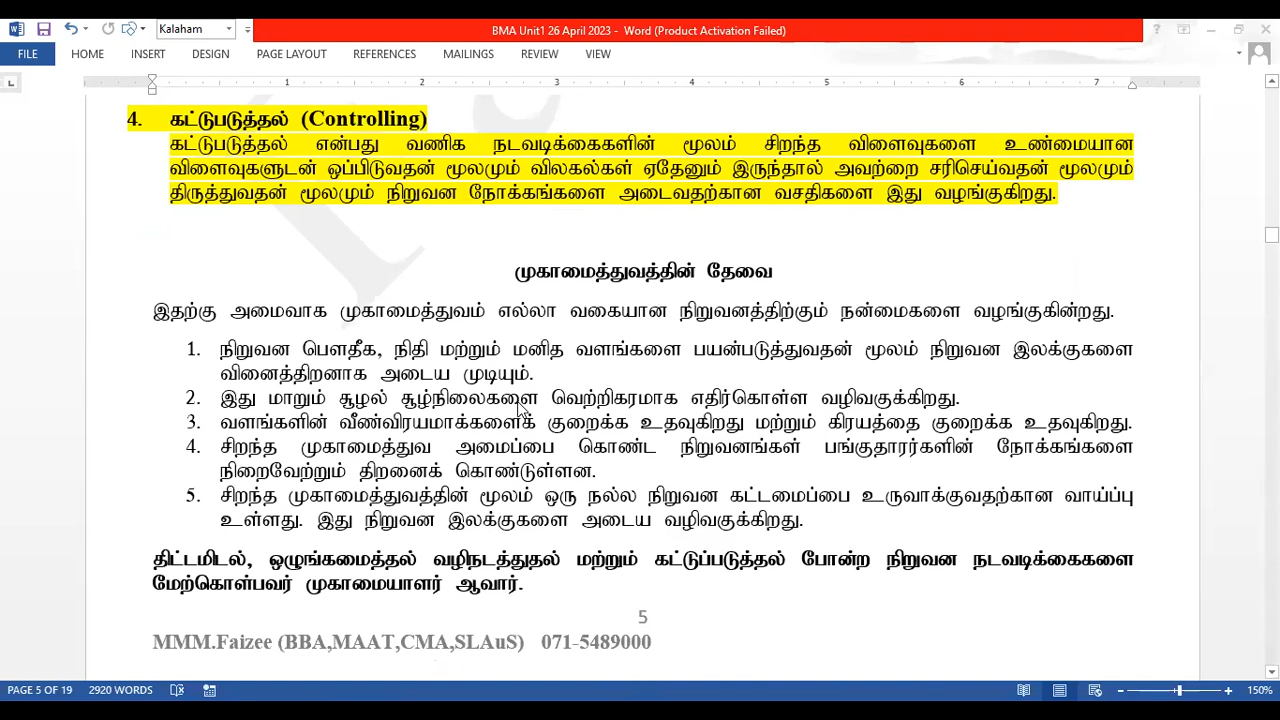 Kalaham
BMA Unit1 26 April 2023 - Word (Product Activation Failed)
FILE HOME INSERT DESIGN PAGE LAYOUT REFERENCES MAILINGS REVIEW VIEW
1 2 3 4 5 6 7
4. கட்டுபடுத்தல் (Controlling)
கட்டுபடுத்தல் என்பது வணிக நடவடிக்கைகளின் மூலம் சிறந்த விளைவுகளை உண்மையான
விளைவுகளுடன் ஒப்பிடுவதன் மூலமும் விலகல்கள் ஏதேனும் இருந்தால் அவற்றை சரிசெய்வதன் மூலமும்
திருத்துவதன் மூலமும் நிறுவன நோக்கங்களை அடைவதற்கான வசதிகளை இது வழங்குகிறது.
முகாமைத்துவத்தின் தேவை
இதற்கு அமைவாக முகாமைத்துவம் எல்லா வகையான நிறுவனத்திற்கும் நன்மைகளை வழங்குகின்றது.
1. நிறுவன பௌதீக, நிதி மற்றும் மனித வளங்களை பயன்படுத்துவதன் மூலம் நிறுவன இலக்குகளை
வினைத்திறனாக அடைய முடியும்.
2. இது மாறும் சூழல் சூழ்நிலைகளை வெற்றிகரமாக எதிர்கொள்ள வழிவகுக்கிறது.
3. வளங்களின் வீண்விரயமாக்களைக் குறைக்க உதவுகிறது மற்றும் கிரயத்தை குறைக்க உதவுகிறது.
4. சிறந்த முகாமைத்துவ அமைப்பை கொண்ட நிறுவனங்கள் பங்குதாரர்களின் நோக்கங்களை
நிறைவேற்றும் திறனைக் கொண்டுள்ளன.
5. சிறந்த முகாமைத்துவத்தின் மூலம் ஒரு நல்ல நிறுவன கட்டமைப்பை உருவாக்குவதற்கான வாய்ப்பு
உள்ளது. இது நிறுவன இலக்குகளை அடைய வழிவகுக்கிறது.
திட்டமிடல், ஒழுங்கமைத்தல் வழிநடத்துதல் மற்றும் கட்டுப்படுத்தல் போன்ற நிறுவன நடவடிக்கைகளை
மேற்கொள்பவர் முகாமையாளர் ஆவார்.
5
MMM.Faizee (BBA,MAAT,CMA,SLAuS) 071-5489000
PAGE 5 OF 19 2920 WORDS 150%